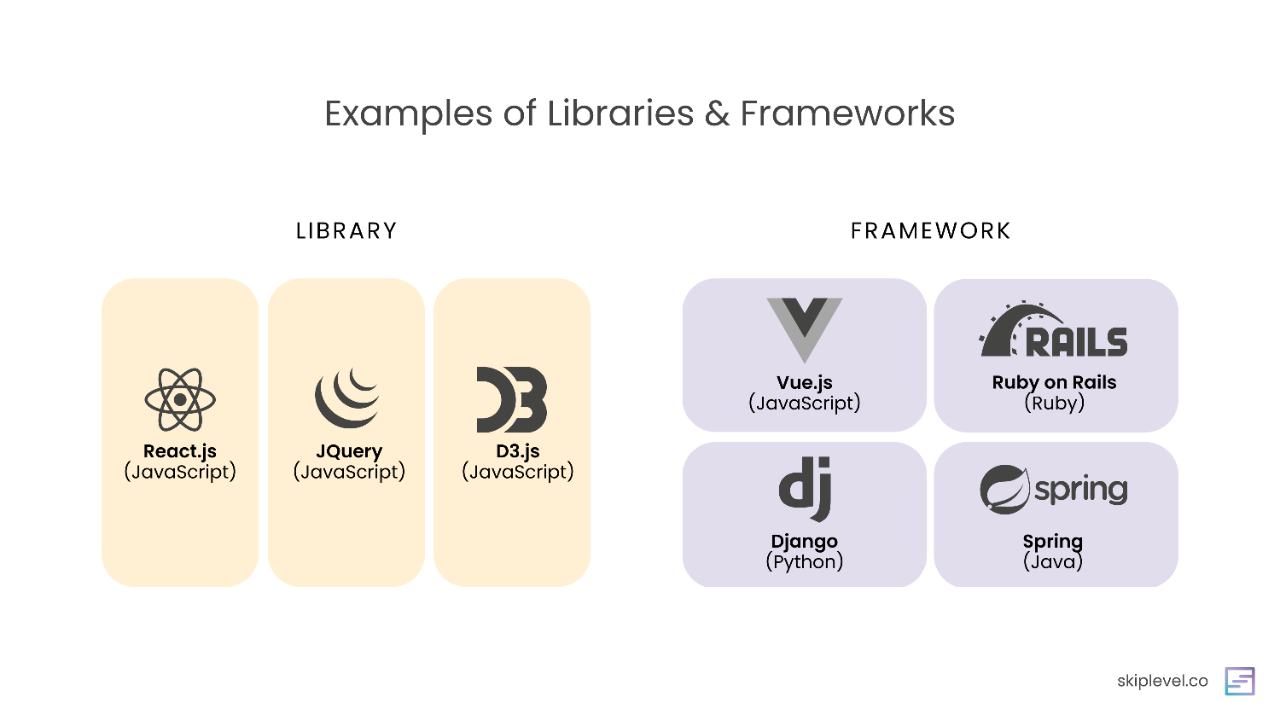 Examples of Libraries & Frameworks
LIBRARY
React.js
(JavaScript)
JQuery
(JavaScript)
D3
D3.js
(JavaScript)
FRAMEWORK
Vue.js
(JavaScript)
RAILS
Ruby on Rails
(Ruby)
dj
Django
(Python)
spring
Spring
(Java)
skiplevel.co